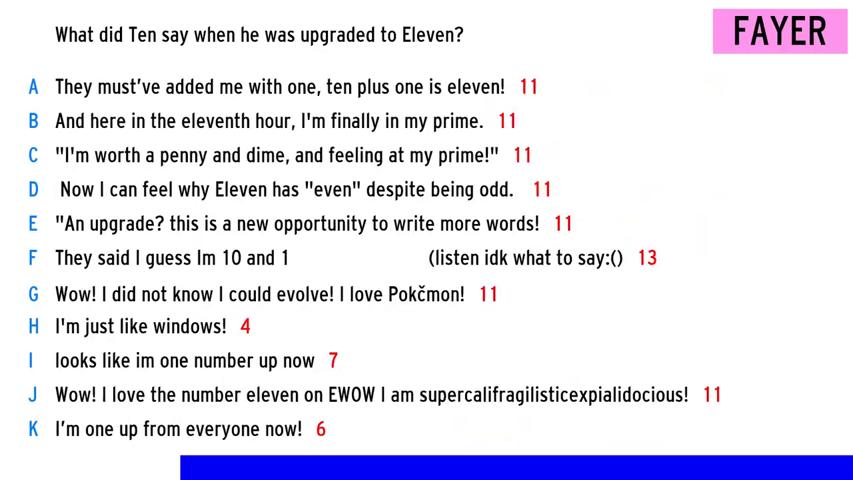 What did Ten say when he was upgraded to Eleven?
FAYER
A They must've added me with one, ten plus one is eleven! 11
B And here in the eleventh hour, I'm finally in my prime. 11
C "I'm worth a penny and dime, and feeling at my prime!" 11
D Now I can feel why Eleven has "even" despite being odd. 11
E "An upgrade? this is a new opportunity to write more words! 11
F They said I guess Im 10 and 1 (listen idk what to say:() 13
G Wow! I did not know I could evolve! I love Pokčmon! 11
H I'm just like windows! 4
I looks like im one number up now 7
J Wow! I love the number eleven on EWOW I am supercalifragilisticexpialidocious! 11
K I'm one up from everyone now! 6